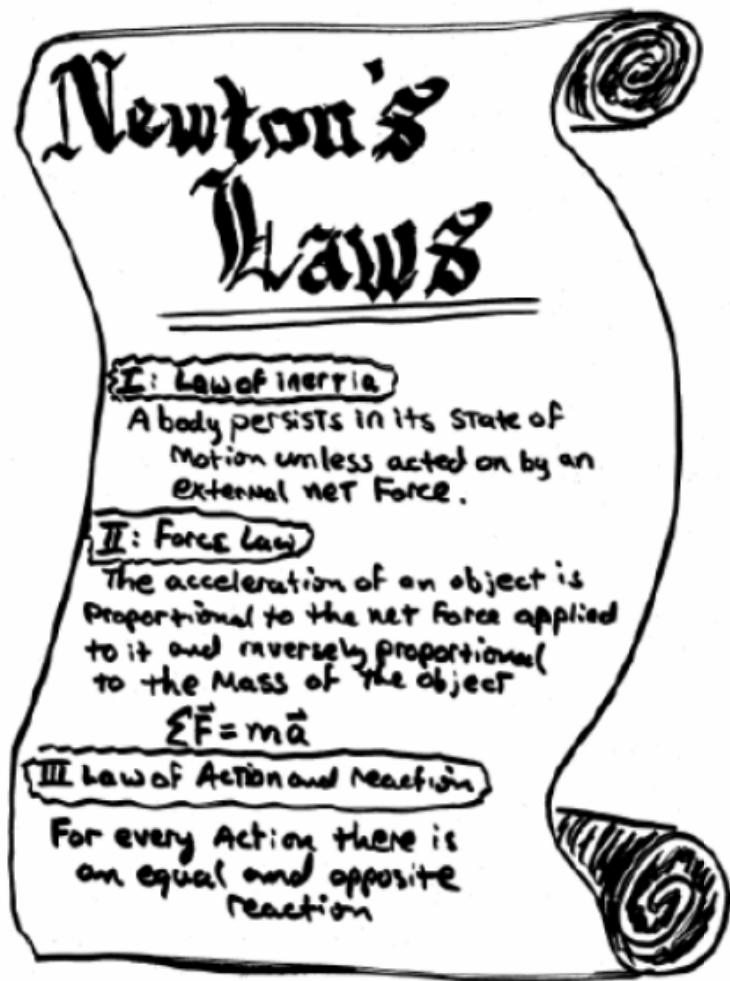 Newton's
Laws
I: Law of inertia
A body persists in its state of
Motion unless acted on by an
external net Force.
II: Force Law
The acceleration of an object is
Proportional to the net Force applied
to it and inversely proportional
to the Mass of the object
ΣF⃗ = ma⃗
III Law of Action and reaction
For every Action there is
an equal and opposite
reaction